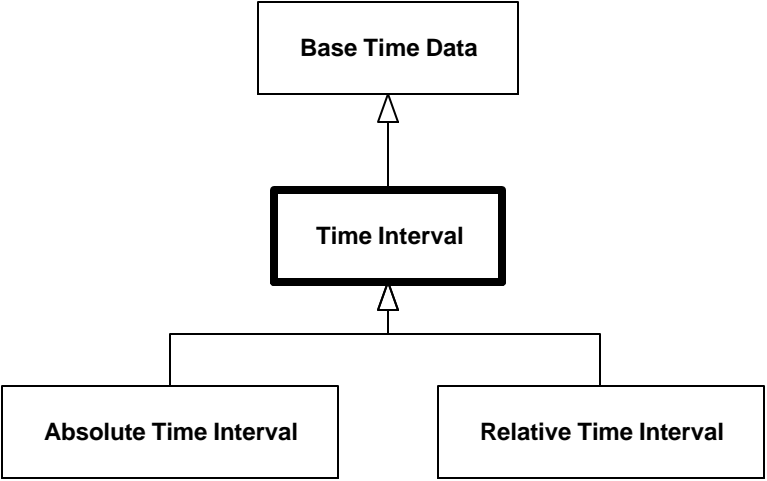 Base Time Data
Time Interval
Absolute Time Interval
Relative Time Interval